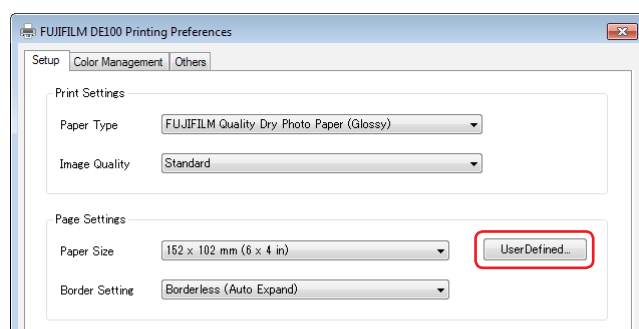 FUJIFILM DE100 Printing Preferences
Setup Color Management Others
Print Settings
Paper Type FUJIFILM Quality Dry Photo Paper (Glossy)
Image Quality Standard
Page Settings
Paper Size 152 x 102 mm (6 x 4 in) UserDefined...
Border Setting Borderless (Auto Expand)